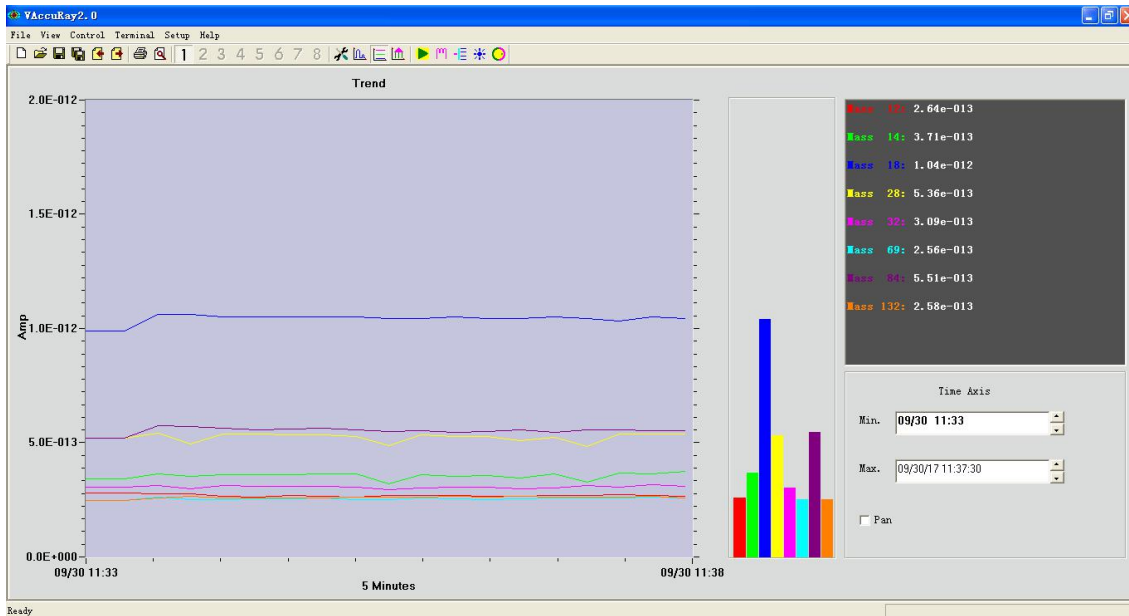 VAccuRay2.0
File View Control Terminal Setup Help
1 2 3 4 5 6 7 8
Trend
2.0E-012
1.5E-012
1.0E-012
5.0E-013
0.0E+000
Amp
09/30 11:33
09/30 11:38
5 Minutes
Mass 12: 2.64e-013
Mass 14: 3.71e-013
Mass 18: 1.04e-012
Mass 28: 5.36e-013
Mass 32: 3.09e-013
Mass 69: 2.56e-013
Mass 84: 5.51e-013
Mass 132: 2.58e-013
Time Axis
Min. 09/30 11:33
Max. 09/30/17 11:37:30
Pan
Ready